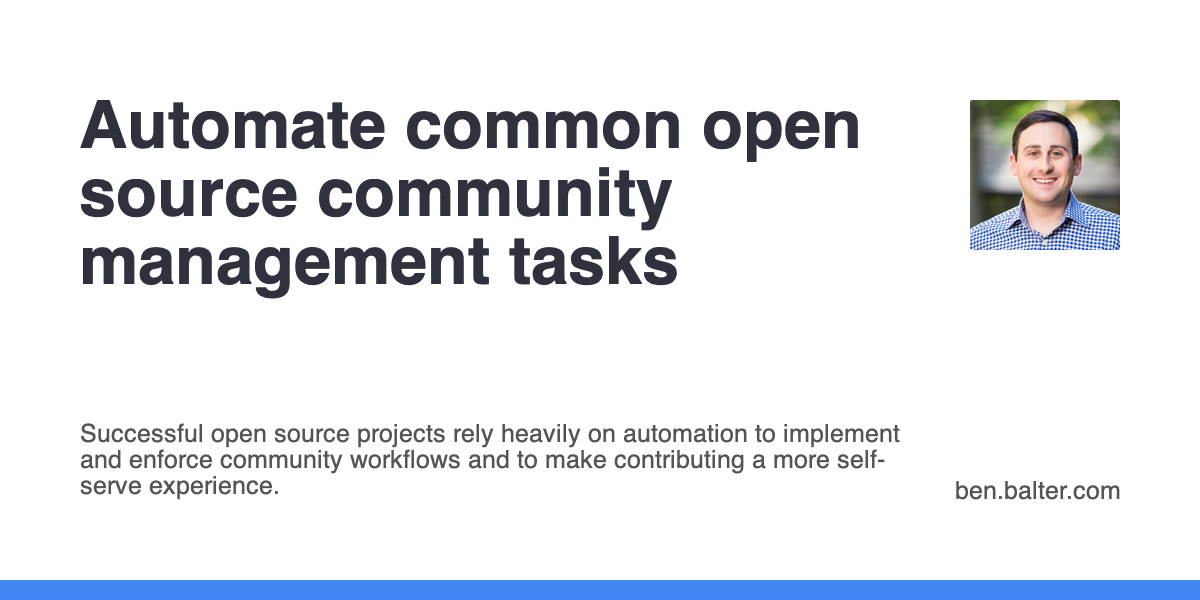 Automate common open
source community
management tasks
Successful open source projects rely heavily on automation to implement
and enforce community workflows and to make contributing a more self-
serve experience.
ben.balter.com